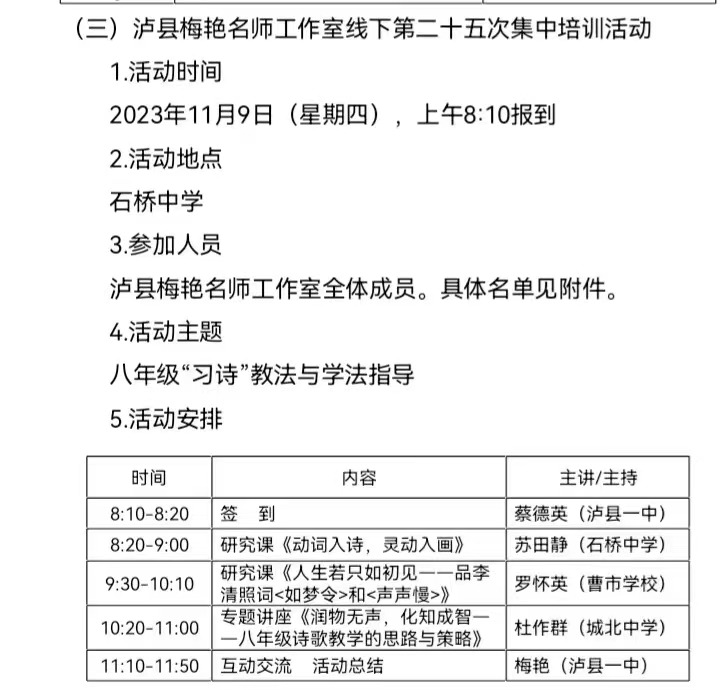 （三）泸县梅艳名师工作室线下第二十五次集中培训活动
1.活动时间
2023年11月9日（星期四），上午8:10报到
2.活动地点
石桥中学
3.参加人员
泸县梅艳名师工作室全体成员。具体名单见附件。
4.活动主题
八年级“习诗”教法与学法指导
5.活动安排
时间 内容 主讲/主持
8:10-8:20 签 到 蔡德英（泸县一中）
8:20-9:00 研究课《动词入诗，灵动入画》 苏田静（石桥中学）
9:30-10:10 研究课《人生若只如初见——品李
清照词<如梦令>和<声声慢>》 罗怀英（曹市学校）
10:20-11:00 专题讲座《润物无声，化知成智—
—八年级诗歌教学的思路与策略》 杜作群（城北中学）
11:10-11:50 互动交流 活动总结 梅艳（泸县一中）